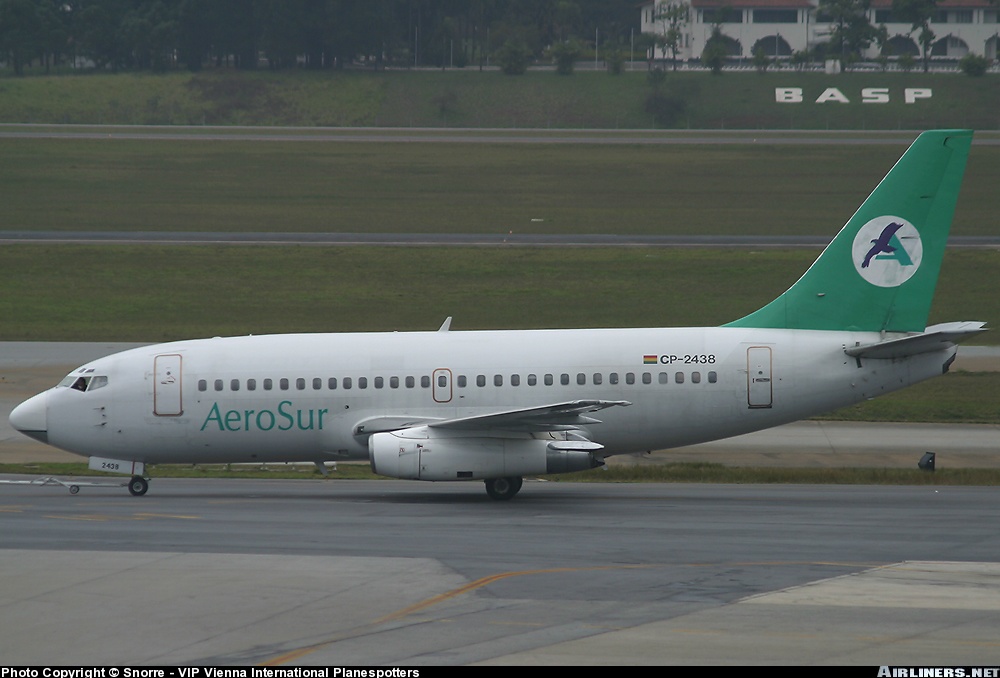 BASP
A
CP-2438
AeroSur
2438
Photo Copyright © Snorre - VIP Vienna International Planespotters
AIRLINERS.NET